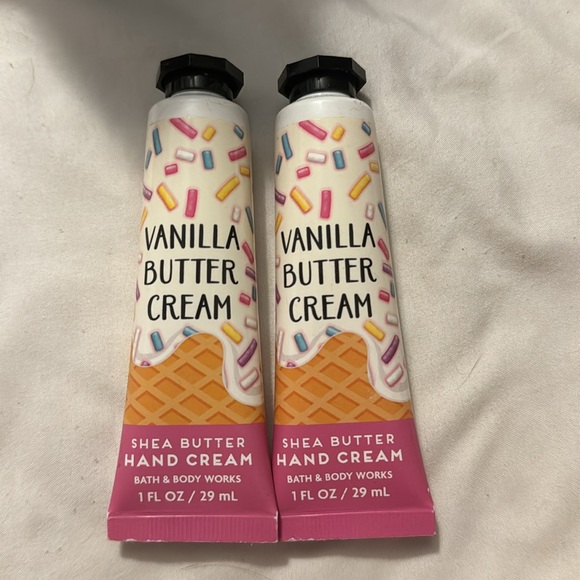 VANILLA
BUTTER
CREAM
SHEA BUTTER
HAND CREAM
BATH & BODY WORKS
1 FL OZ / 29 mL
VANILLA
BUTTER
CREAM
SHEA BUTTER
HAND CREAM
BATH & BODY WORKS
1 FL OZ / 29 mL